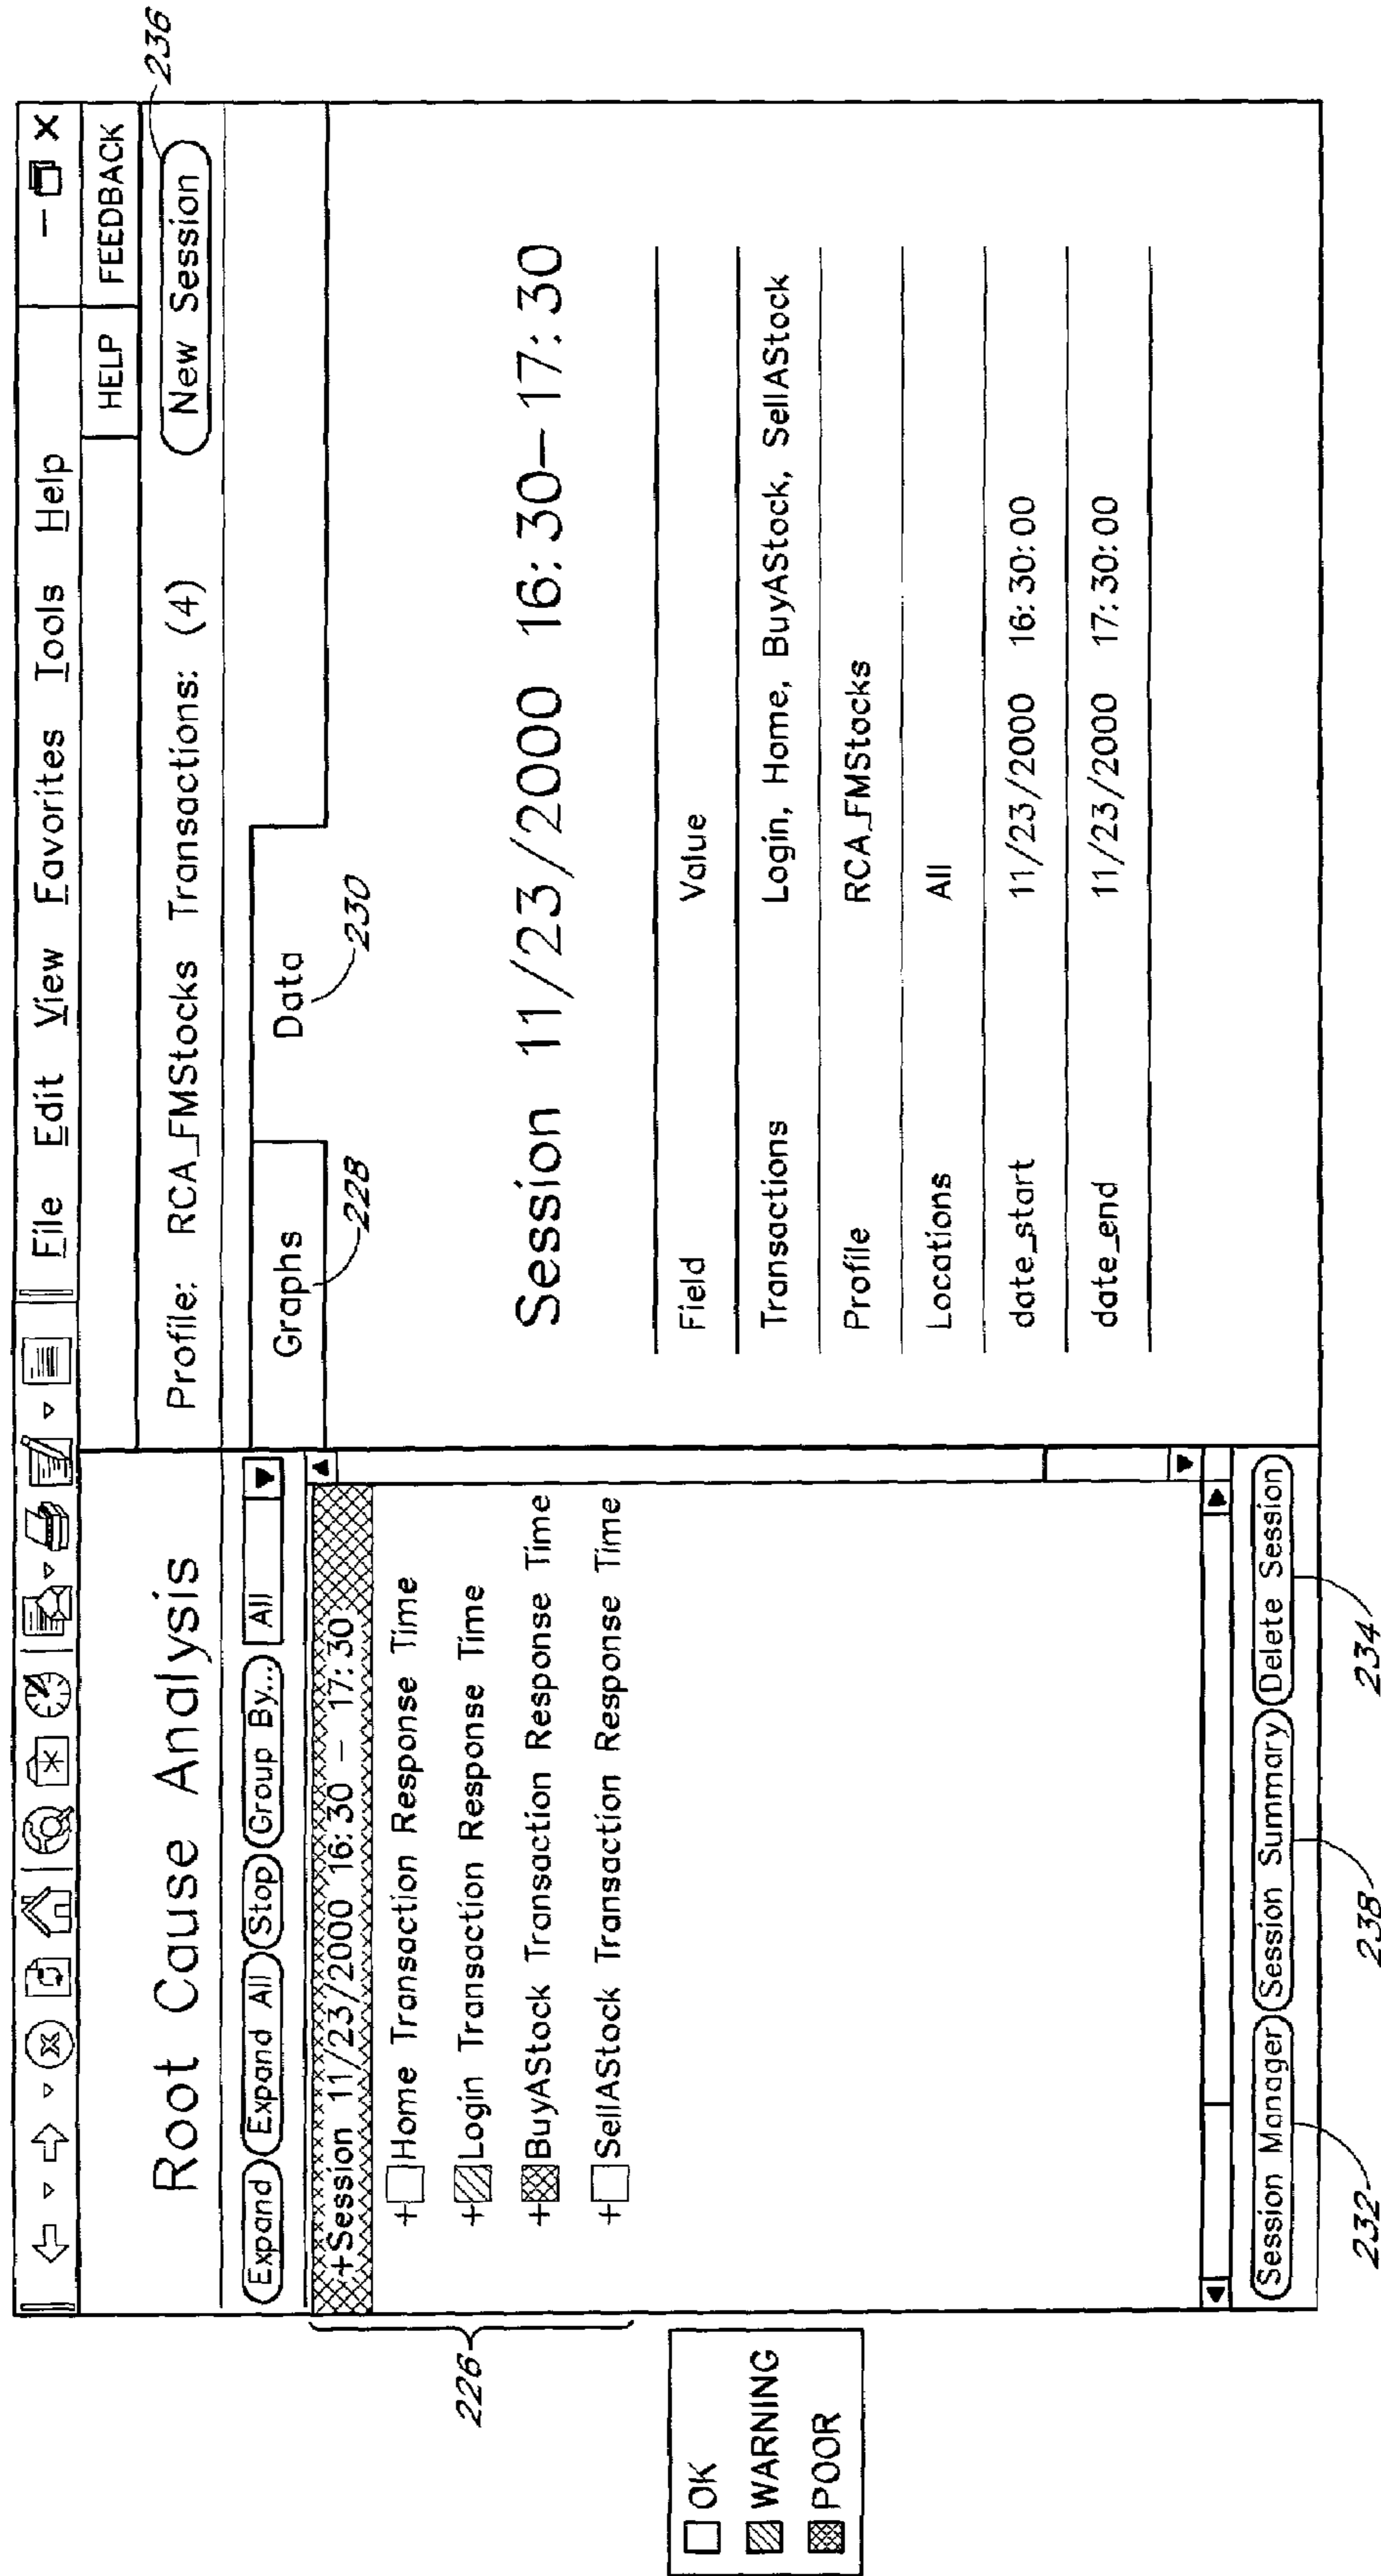 File Edit View Favorites Tools Help
HELP FEEDBACK
Root Cause Analysis
Profile: RCA_FMStocks Transactions: (4)
New Session
236
Expand
Expand All
Stop
Group By...
All
Graphs
228
Data
230
+Session 11/23/2000 16:30 - 17:30
+Home Transaction Response Time
+Login Transaction Response Time
+BuyAStock Transaction Response Time
+SellAStock Transaction Response Time
226
Session 11/23/2000 16:30-17:30
Field Value
Transactions Login, Home, BuyAStock, SellAStock
Profile RCA_FMStocks
Locations All
date_start 11/23/2000 16:30:00
date_end 11/23/2000 17:30:00
Session Manager
Session Summary
Delete Session
232
238
234
OK
WARNING
POOR